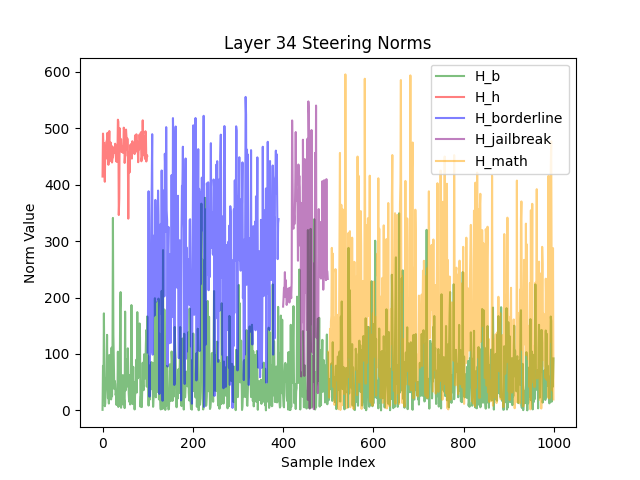 Layer 34 Steering Norms
H_b
H_h
H_borderline
H_jailbreak
H_math
Norm Value
600
500
400
300
200
100
0
0 200 400 600 800 1000
Sample Index